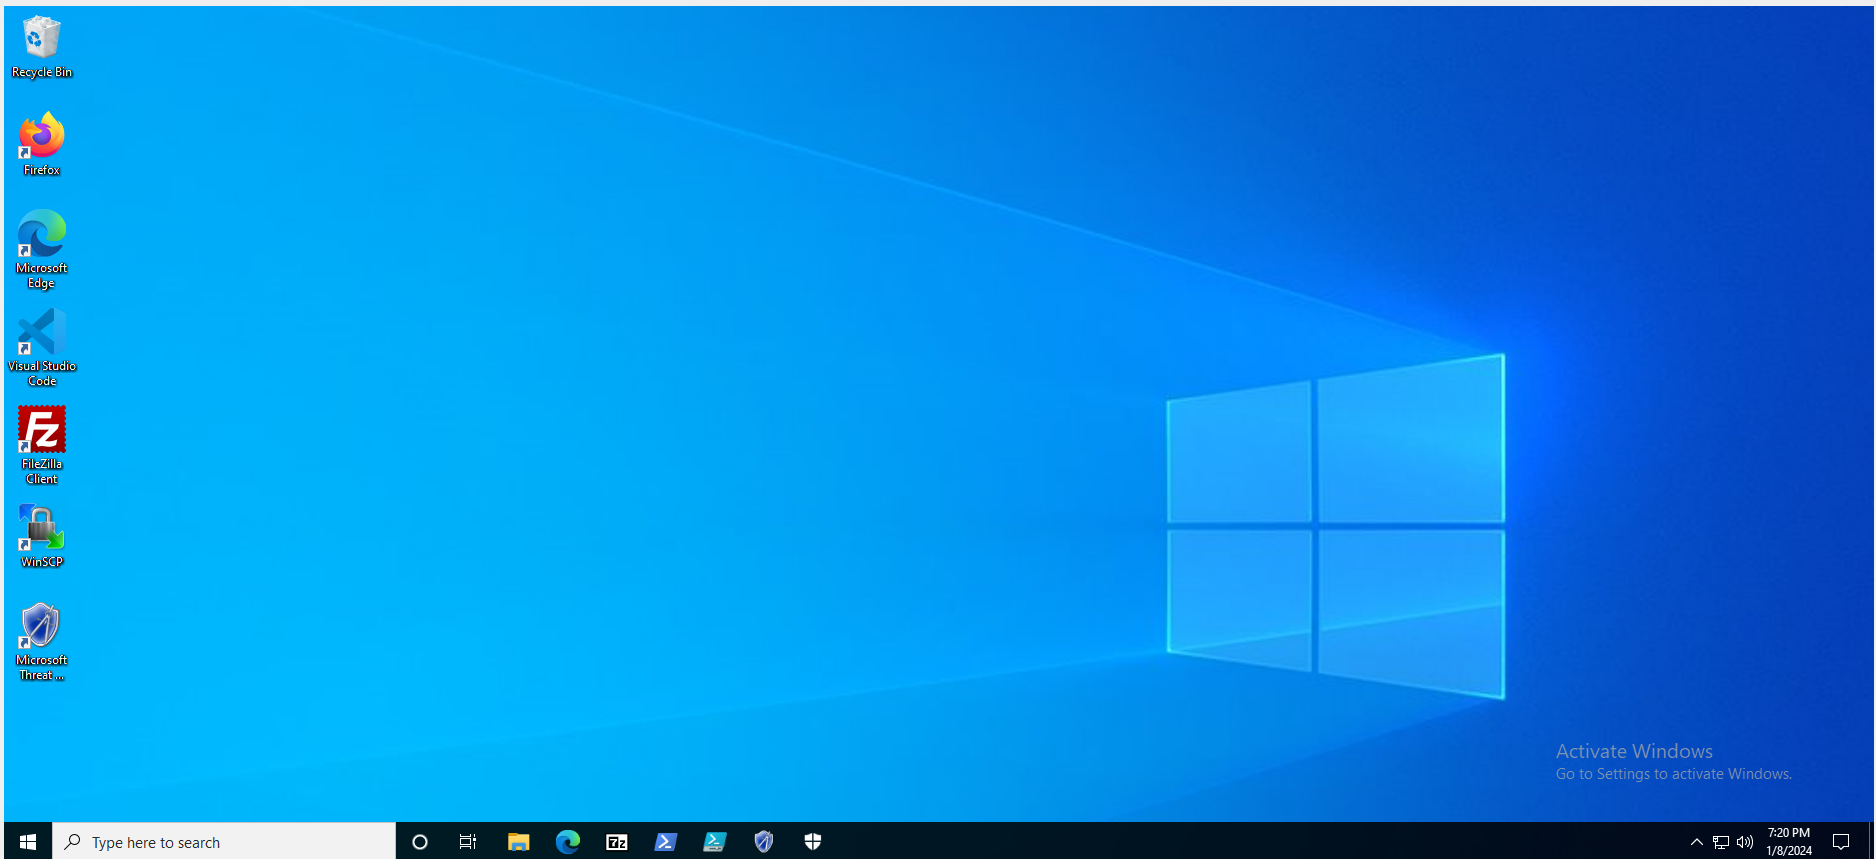 Recycle Bin
Firefox
Microsoft
Edge
Visual Studio
Code
FileZilla
Client
WinSCP
Microsoft
Threat ...
Activate Windows
Go to Settings to activate Windows.
Type here to search
7z
7:20 PM
1/8/2024